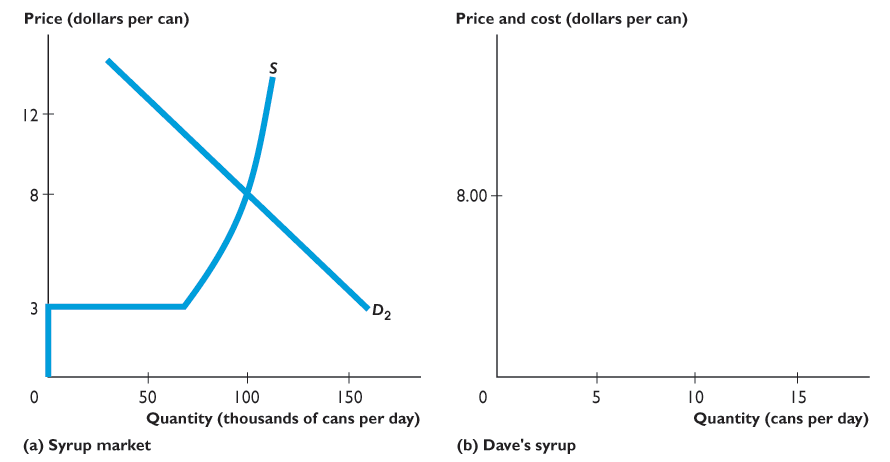 Price (dollars per can)
S
12
8
3
D2
0
50
100
150
Quantity (thousands of cans per day)
(a) Syrup market
Price and cost (dollars per can)
8.00
0
5
10
15
Quantity (cans per day)
(b) Dave's syrup